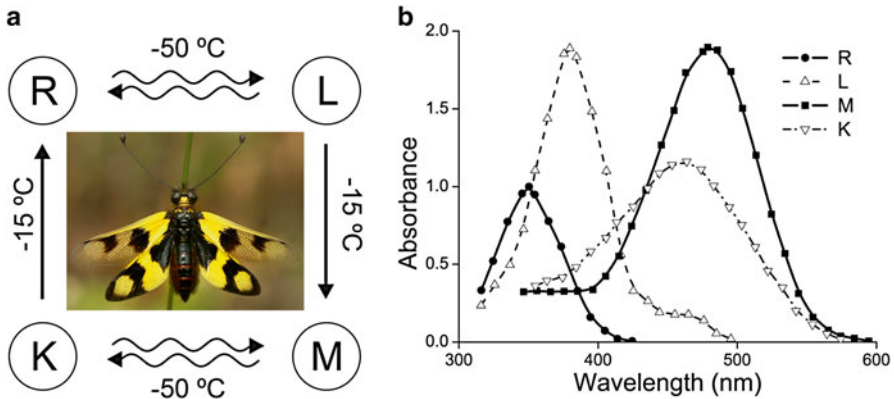 a
-50 ºC
R
L
-15 ºC
-15 ºC
K
M
-50 ºC
b
2.0
1.5
1.0
0.5
0.0
Absorbance
R
L
M
K
300
400
500
600
Wavelength (nm)